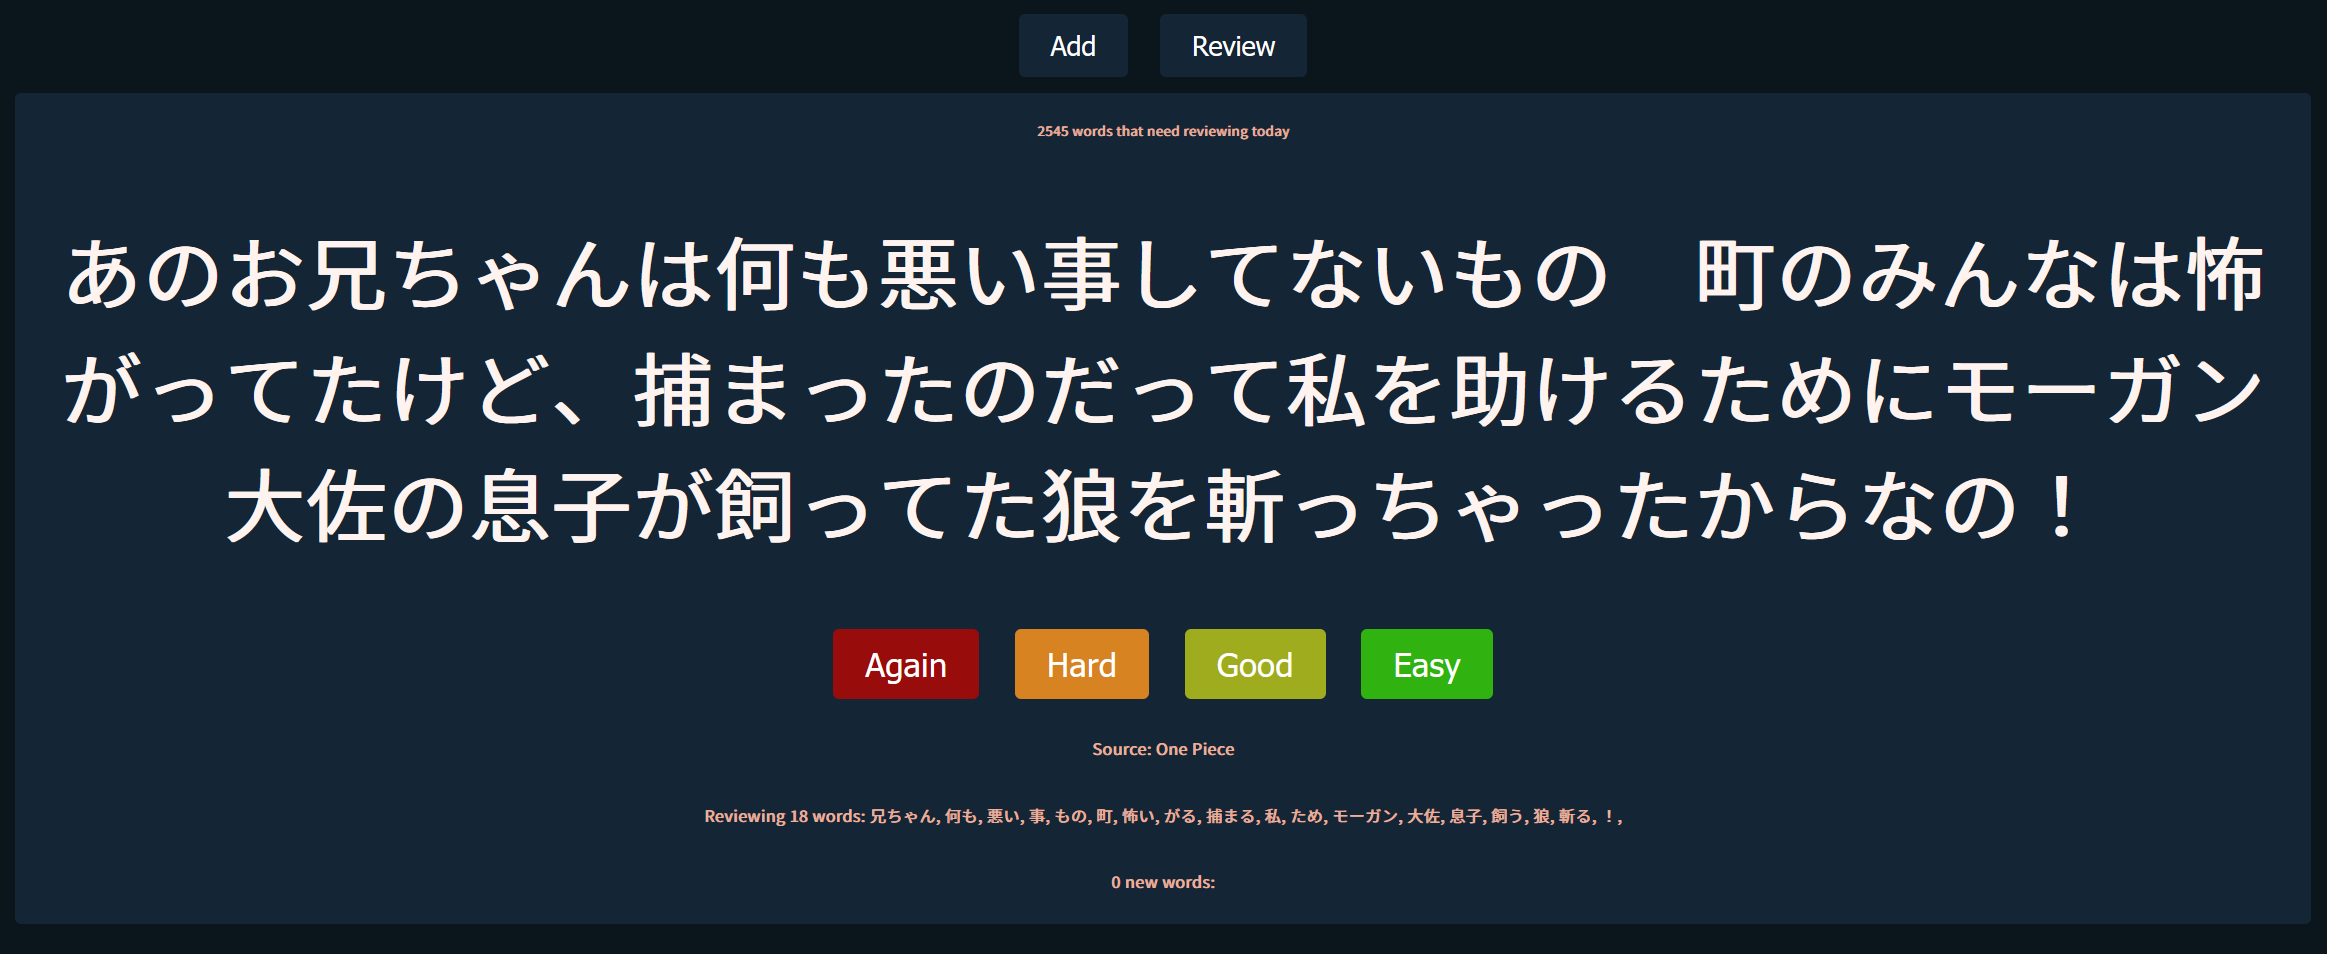 Add
Review
2545 words that need reviewing today
あのお兄ちゃんは何も悪い事してないもの　町のみんなは怖
がってたけど、捕まったのだって私を助けるためにモーガン
大佐の息子が飼ってた狼を斬っちゃったからなの！
Again
Hard
Good
Easy
Source: One Piece
Reviewing 18 words: 兄ちゃん, 何も, 悪い, 事, もの, 町, 怖い, がる, 捕まる, 私, ため, モーガン, 大佐, 息子, 飼う, 狼, 斬る, ！,
0 new words: